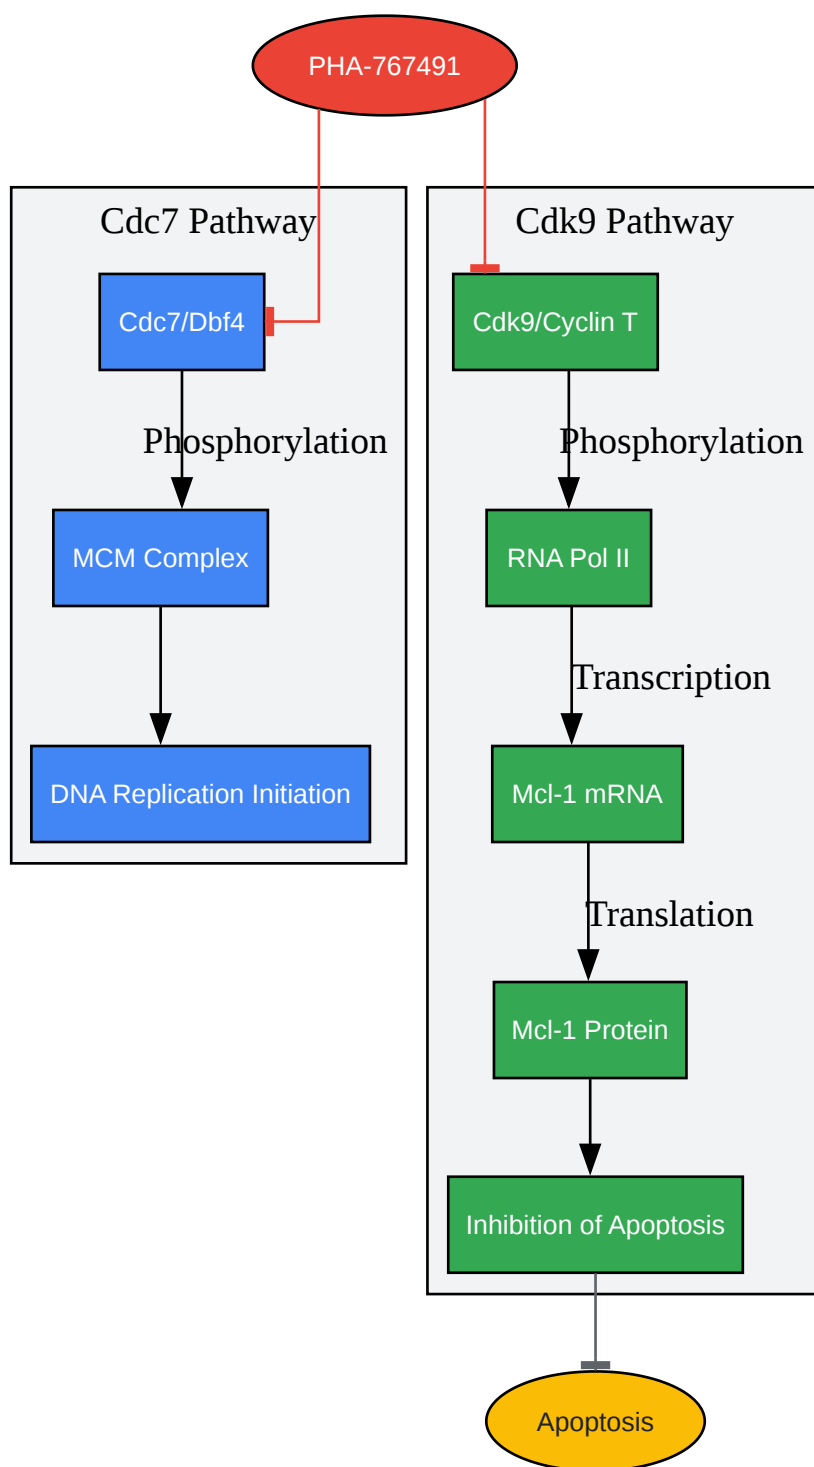 PHA-767491
Cdc7 Pathway
Cdc7/Dbf4
Phosphorylation
MCM Complex
DNA Replication Initiation
Cdk9 Pathway
Cdk9/Cyclin T
Phosphorylation
RNA Pol II
Transcription
Mcl-1 mRNA
Translation
Mcl-1 Protein
Inhibition of Apoptosis
Apoptosis